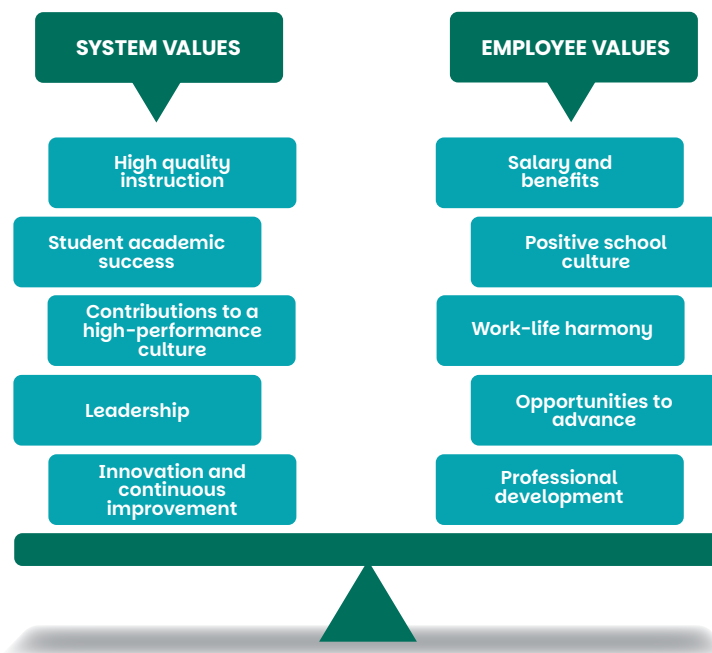 SYSTEM VALUES
High quality
instruction
Student academic
success
Contributions to a
high-performance
culture
Leadership
Innovation and
continuous
improvement
EMPLOYEE VALUES
Salary and
benefits
Positive school
culture
Work-life harmony
Opportunities to
advance
Professional
development